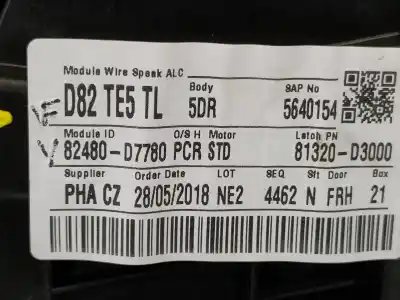 Module Wire Speak ALC Body SAP No
D82 TE5 TL 5DR 5640154
Module ID O/S H Motor Latch PN
82480-D7780 PCR STD 81320-D3000
Supplier Order Date LOT SEQ Sft Door Box
PHA CZ 28/05/2018 NE2 4462 N FRH 21